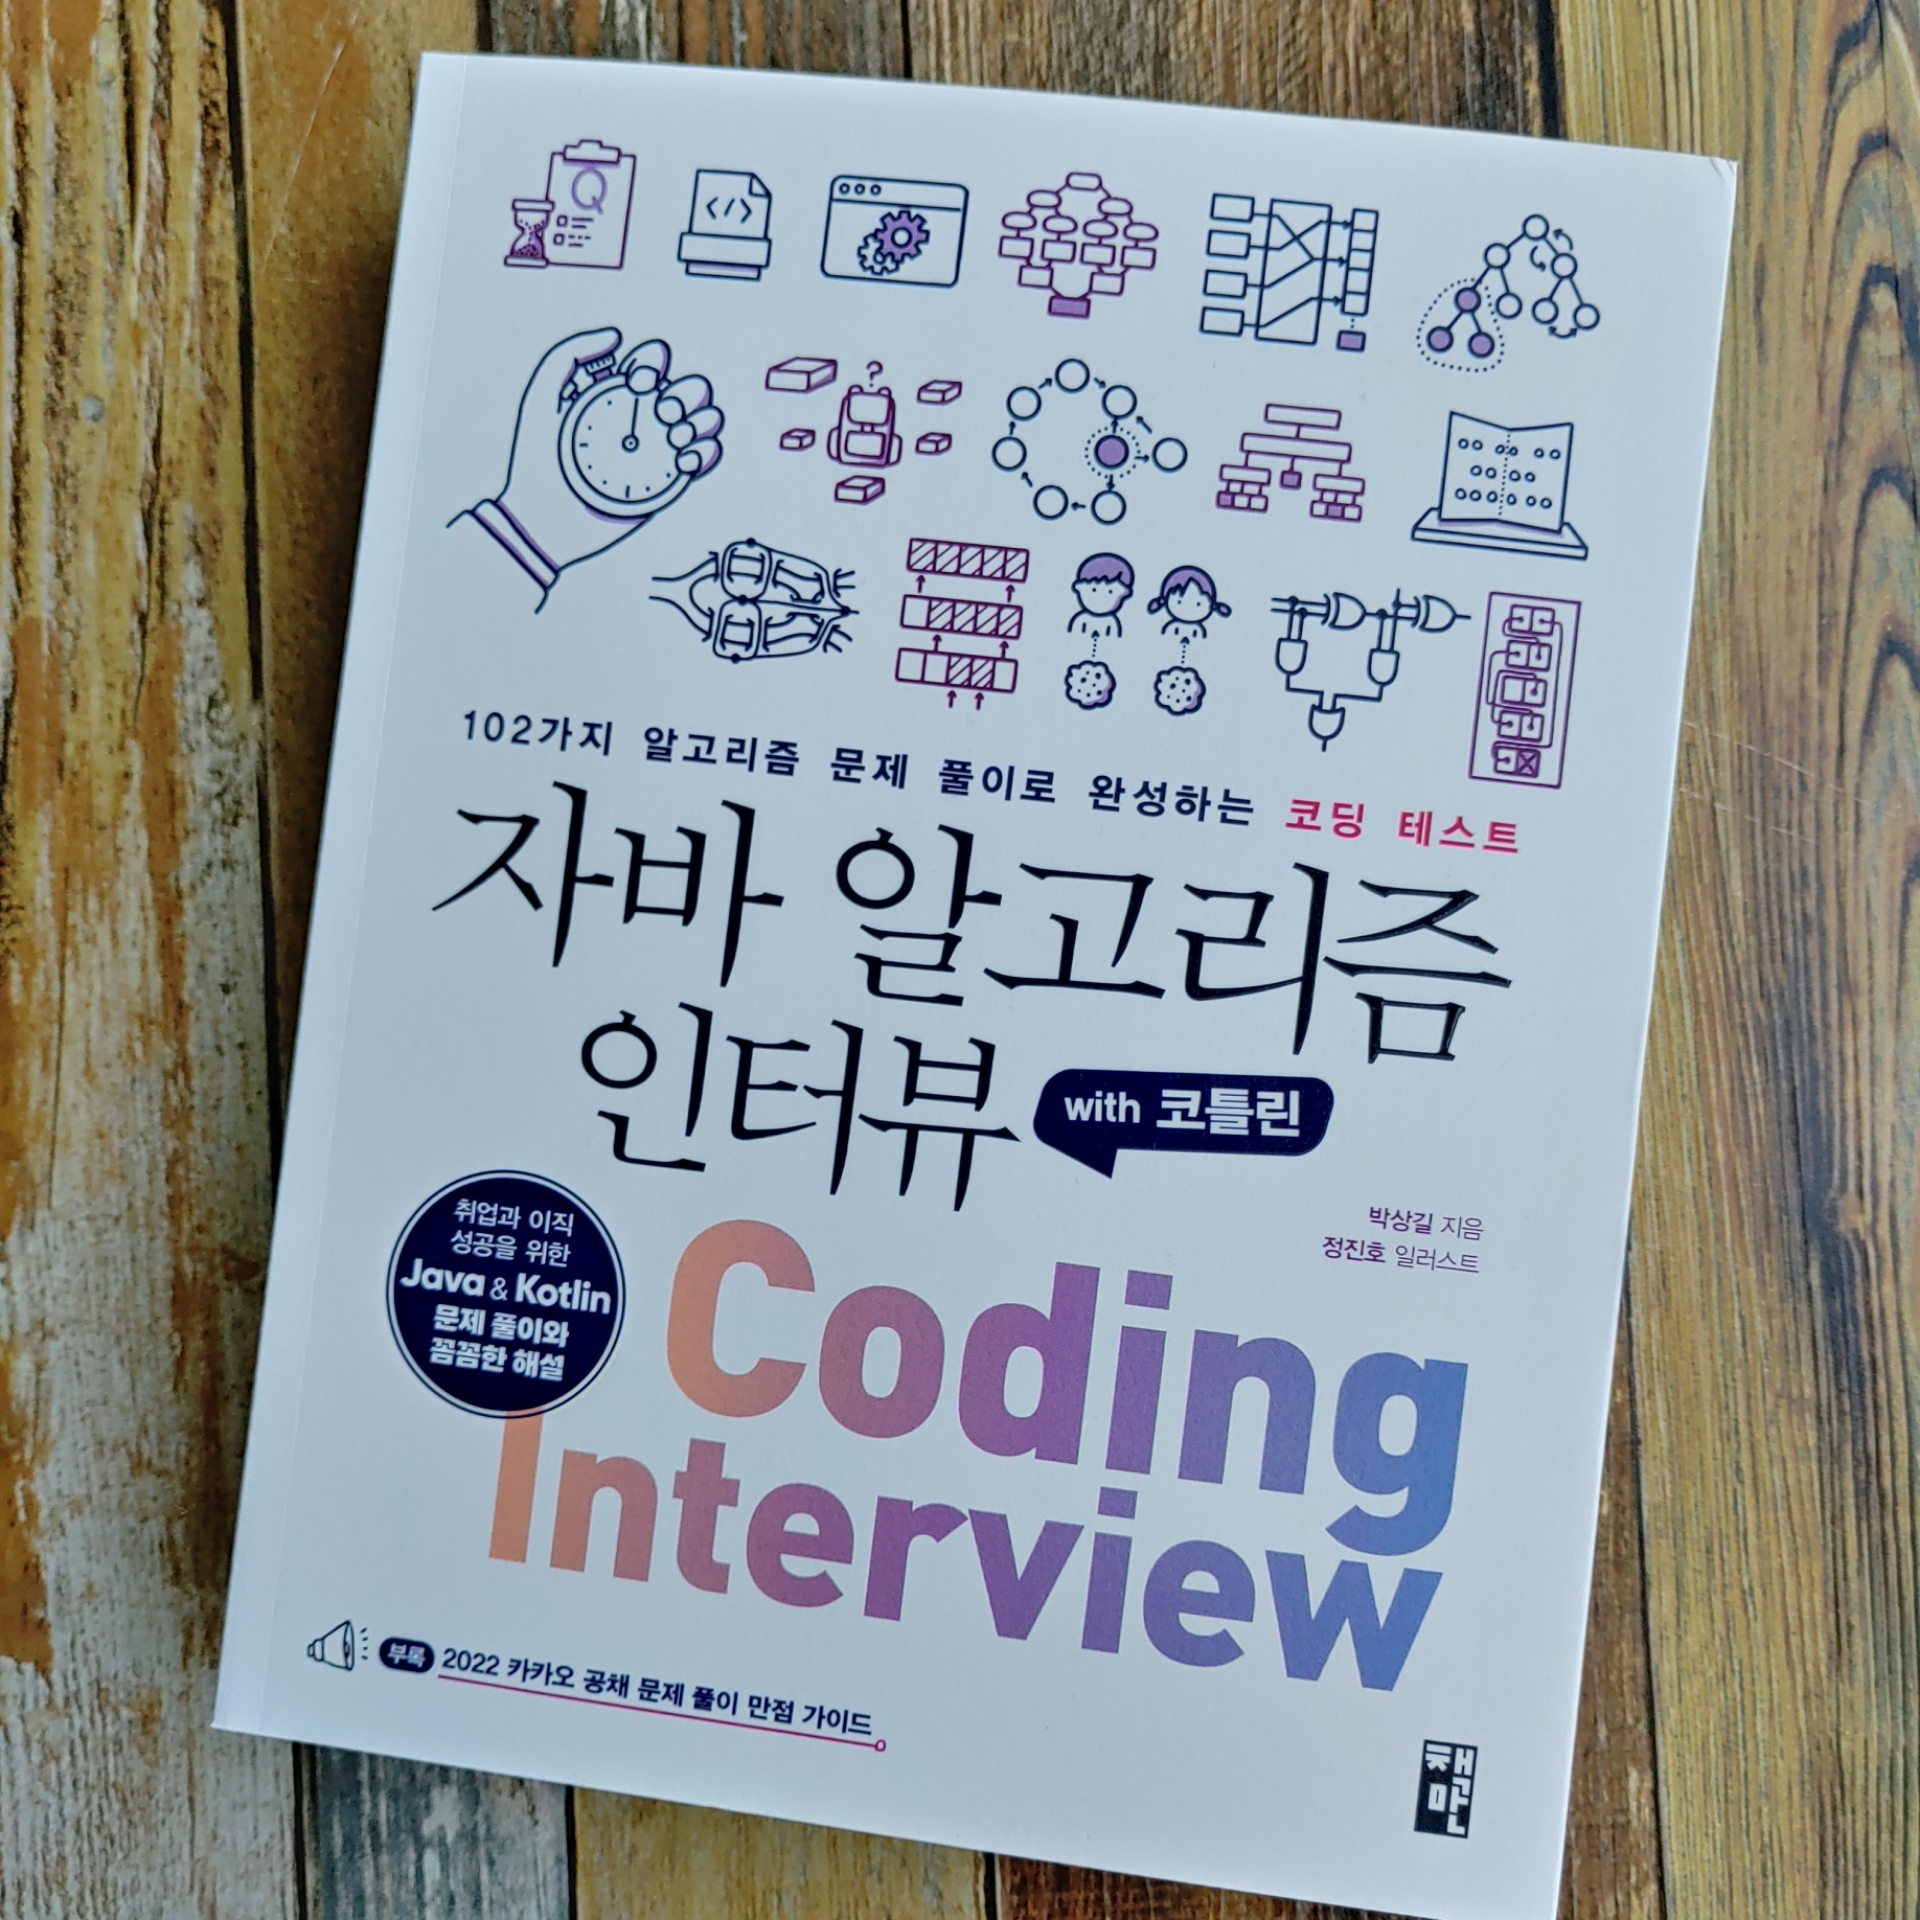 Q
</>
?
102가지 알고리즘 문제 풀이로 완성하는 코딩 테스트
자바 알고리즘
인터뷰 with 코틀린
박상길 지음
정진호 일러스트
취업과 이직
성공을 위한
Java & Kotlin
문제 풀이와
꼼꼼한 해설
Coding
Interview
부록 2022 카카오 공채 문제 풀이 만점 가이드
책만